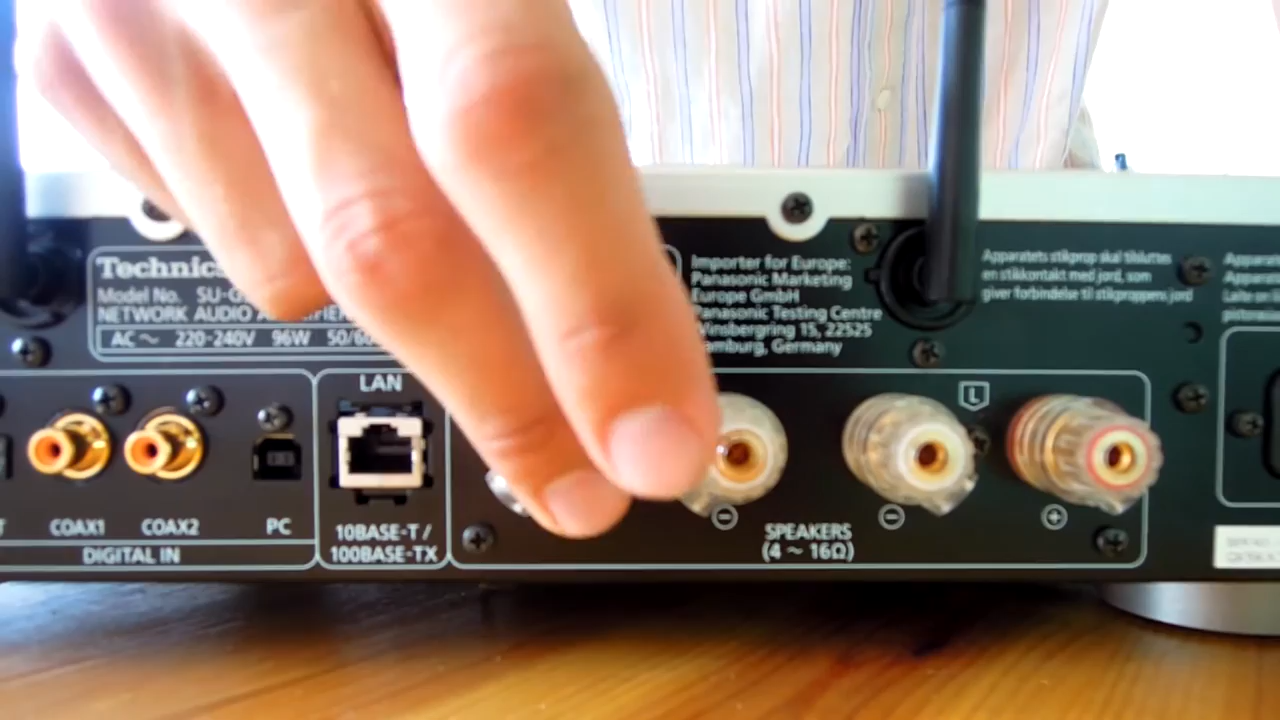 Technics
Model No. SU-G
NETWORK AUDIO A
AC ～ 220-240V 96W 50/60
Importer for Europe:
Panasonic Marketing
Europe GmbH
Panasonic Testing Centre
Winsbergring 15, 22525
Hamburg, Germany
Apparatets stikprop skal tilsluttes
en stikkontakt med jord, som
giver forbindelse til stikproppens jord
LAN
L
COAX1
COAX2
PC
DIGITAL IN
10BASE-T /
100BASE-TX
SPEAKERS
(4 ～ 16Ω)
⊖
⊖
⊕